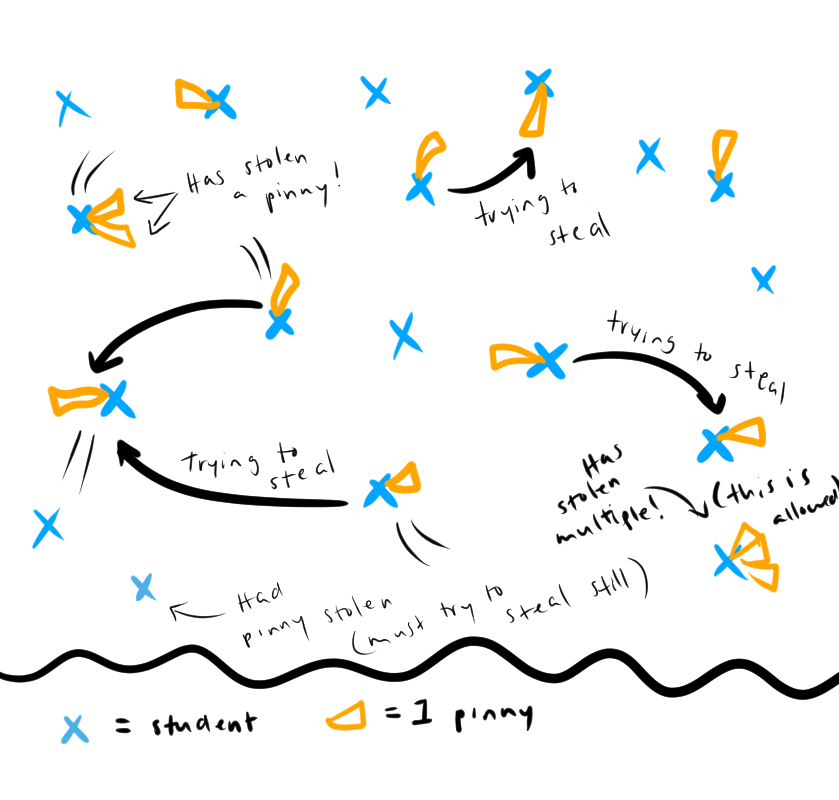 Has stolen
a pinny!
trying to
steal
trying to
steal
trying to
steal
Has
stolen
multiple!
(this is
allowed
Had
pinny stolen
(must try to
steal still)
X = student
= 1 pinny